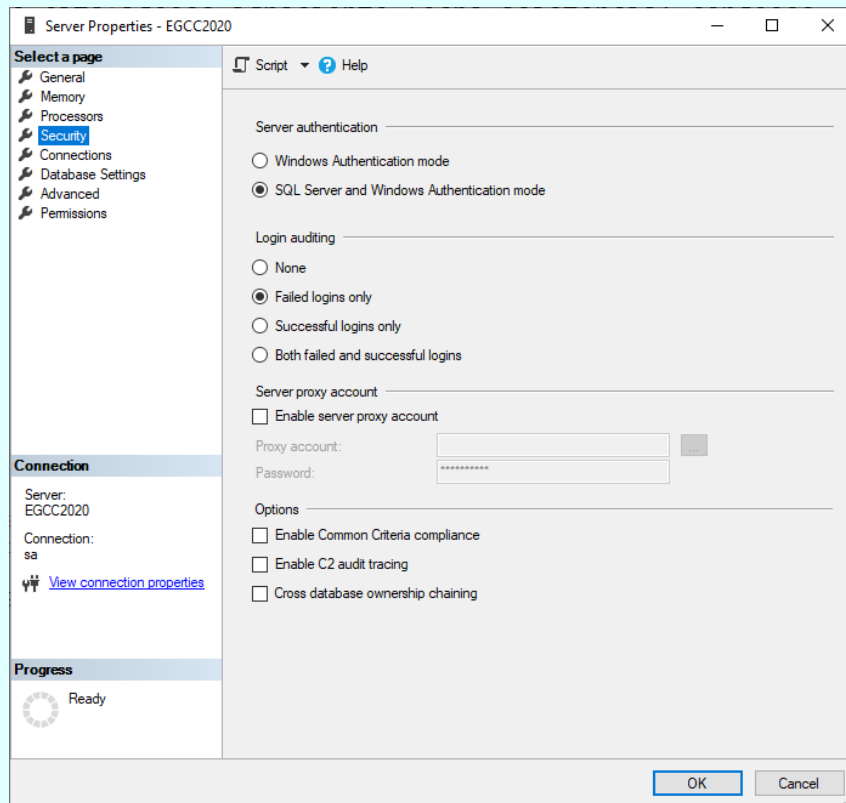 Server Properties - EGCC2020
Select a page
General
Memory
Processors
Security
Connections
Database Settings
Advanced
Permissions
Script
Help
Server authentication
Windows Authentication mode
SQL Server and Windows Authentication mode
Login auditing
None
Failed logins only
Successful logins only
Both failed and successful logins
Server proxy account
Enable server proxy account
Proxy account:
...
Password:
**********
Options
Enable Common Criteria compliance
Enable C2 audit tracing
Cross database ownership chaining
Connection
Server:
EGCC2020
Connection:
sa
View connection properties
Progress
Ready
OK
Cancel